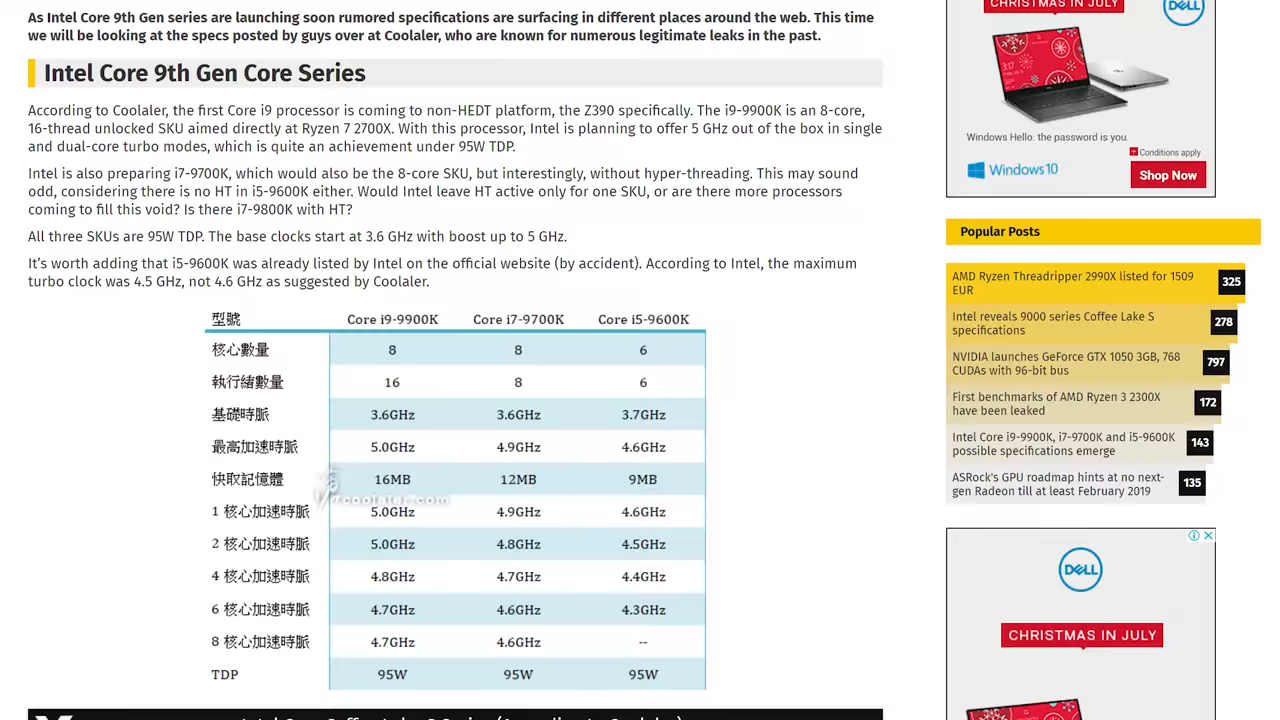 As Intel Core 9th Gen series are launching soon rumored specifications are surfacing in different places around the web. This time
we will be looking at the specs posted by guys over at Coolaler, who are known for numerous legitimate leaks in the past.
Intel Core 9th Gen Core Series
According to Coolaler, the first Core i9 processor is coming to non-HEDT platform, the Z390 specifically. The i9-9900K is an 8-core,
16-thread unlocked SKU aimed directly at Ryzen 7 2700X. With this processor, Intel is planning to offer 5 GHz out of the box in single
and dual-core turbo modes, which is quite an achievement under 95W TDP.
Intel is also preparing i7-9700K, which would also be the 8-core SKU, but interestingly, without hyper-threading. This may sound
odd, considering there is no HT in i5-9600K either. Would Intel leave HT active only for one SKU, or are there more processors
coming to fill this void? Is there i7-9800K with HT?
All three SKUs are 95W TDP. The base clocks start at 3.6 GHz with boost up to 5 GHz.
It's worth adding that i5-9600K was already listed by Intel on the official website (by accident). According to Intel, the maximum
turbo clock was 4.5 GHz, not 4.6 GHz as suggested by Coolaler.
型號 Core i9-9900K Core i7-9700K Core i5-9600K
核心數量 8 8 6
執行緒數量 16 8 6
基礎時脈 3.6GHz 3.6GHz 3.7GHz
最高加速時脈 5.0GHz 4.9GHz 4.6GHz
快取記憶體 16MB 12MB 9MB
coolaler.com
1 核心加速時脈 5.0GHz 4.9GHz 4.6GHz
2 核心加速時脈 5.0GHz 4.8GHz 4.5GHz
4 核心加速時脈 4.8GHz 4.7GHz 4.4GHz
6 核心加速時脈 4.7GHz 4.6GHz 4.3GHz
8 核心加速時脈 4.7GHz 4.6GHz --
TDP 95W 95W 95W
CHRISTMAS IN JULY
DELL
Windows Hello. the password is you.
Conditions apply
Windows 10
Shop Now
Popular Posts
AMD Ryzen Threadripper 2990X listed for 1509
EUR
325
Intel reveals 9000 series Coffee Lake S
specifications
278
NVIDIA launches GeForce GTX 1050 3GB, 768
CUDAs with 96-bit bus
797
First benchmarks of AMD Ryzen 3 2300X
have been leaked
172
Intel Core i9-9900K, i7-9700K and i5-9600K
possible specifications emerge
143
ASRock's GPU roadmap hints at no next-
gen Radeon till at least February 2019
135
DELL
CHRISTMAS IN JULY